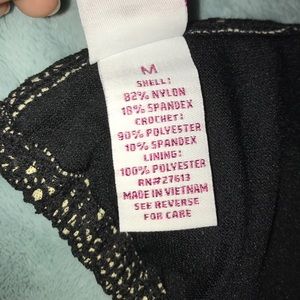 M
SHELL:
82% NYLON
18% SPANDEX
CROCHET:
90% POLYESTER
10% SPANDEX
LINING:
100% POLYESTER
RN#27613
MADE IN VIETNAM
SEE REVERSE
FOR CARE